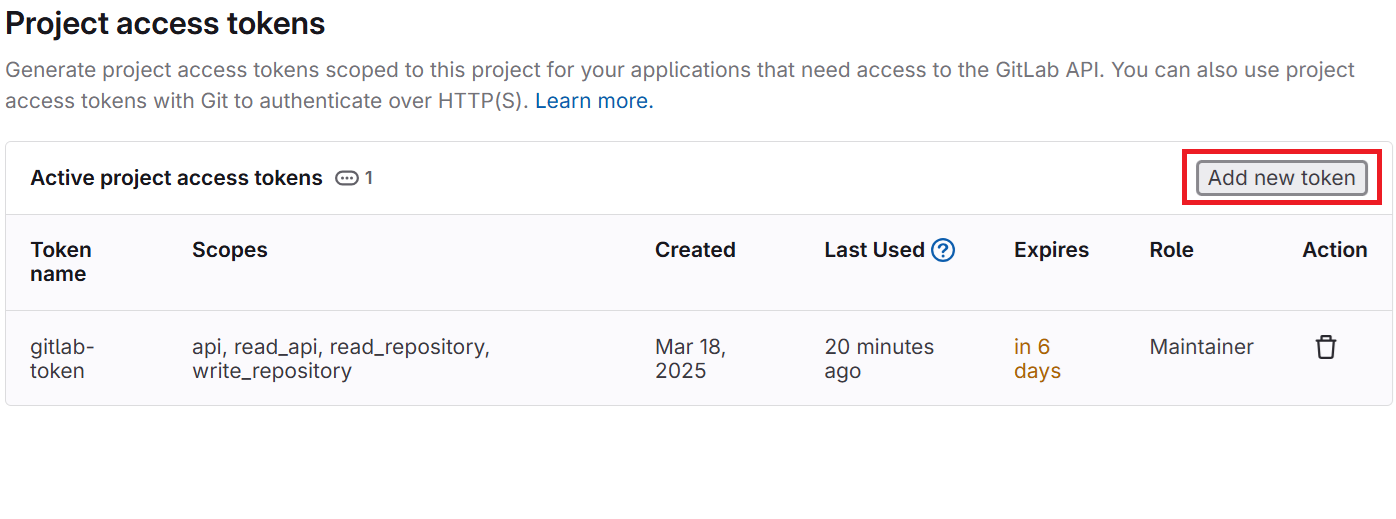 Project access tokens
Generate project access tokens scoped to this project for your applications that need access to the GitLab API. You can also use project
access tokens with Git to authenticate over HTTP(S). Learn more.
Active project access tokens 1
Add new token
Token name
Scopes
Created
Last Used ?
Expires
Role
Action
gitlab-
token
api, read_api, read_repository,
write_repository
Mar 18,
2025
20 minutes
ago
in 6
days
Maintainer